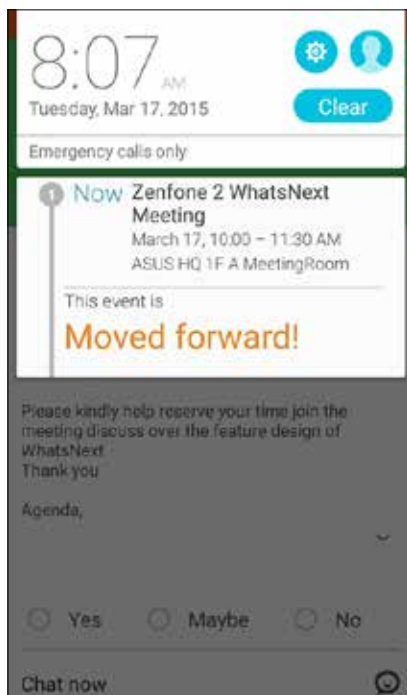 8:07 AM
Tuesday, Mar 17, 2015
Clear
Emergency calls only
1 Now Zenfone 2 WhatsNext
Meeting
March 17, 10:00 – 11:30 AM
ASUS HQ 1F A MeetingRoom
This event is
Moved forward!
Please kindly help reserve your time join the
meeting discuss over the feature design of
WhatsNext
Thank you
Agenda,
Yes Maybe No
Chat now